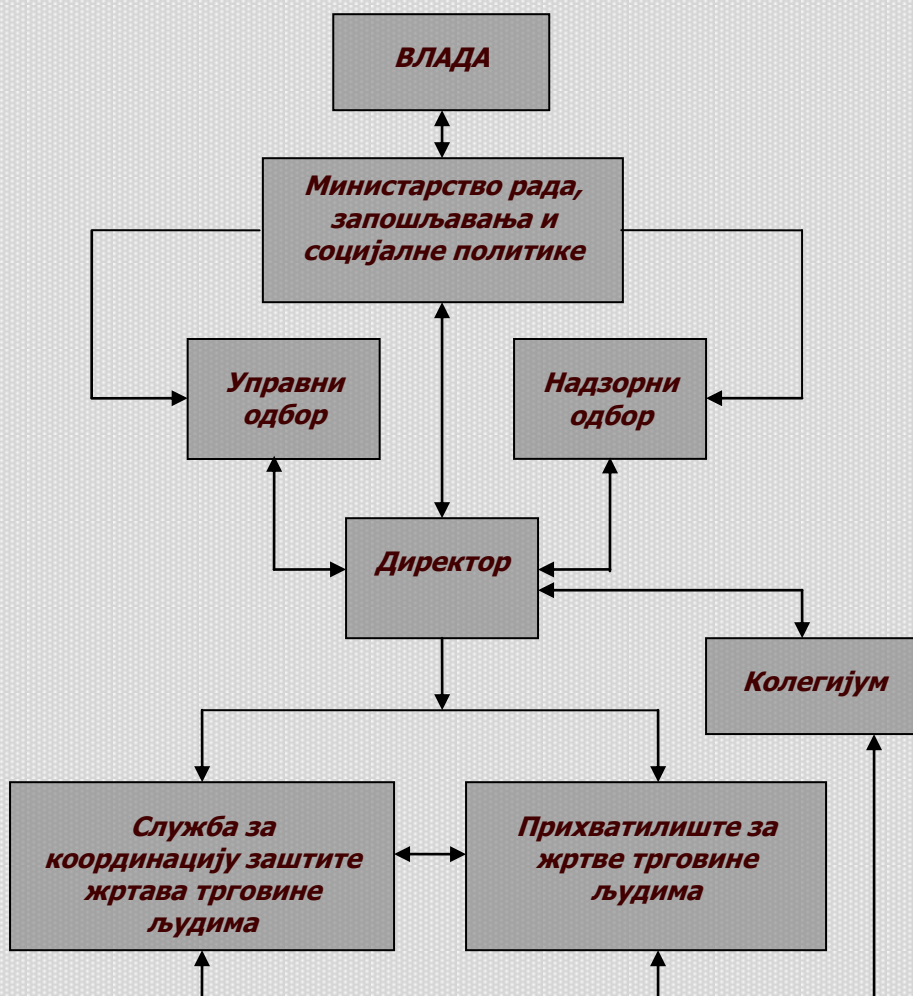 ВЛАДА
Министарство рада,
запошљавања и
социјалне политике
Управни
одбор
Надзорни
одбор
Директор
Колегијум
Служба за
координацију заштите
жртава трговине
људима
Прихватилиште за
жртве трговине
људима